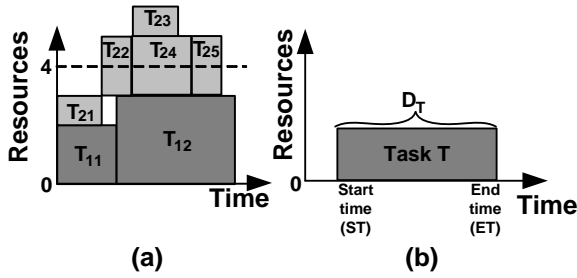 Resources
4
0
T23
T22
T24
T25
T21
T11
T12
Time
(a)
Resources
0
DT
Task T
Start
time
(ST)
End
time
(ET)
Time
(b)